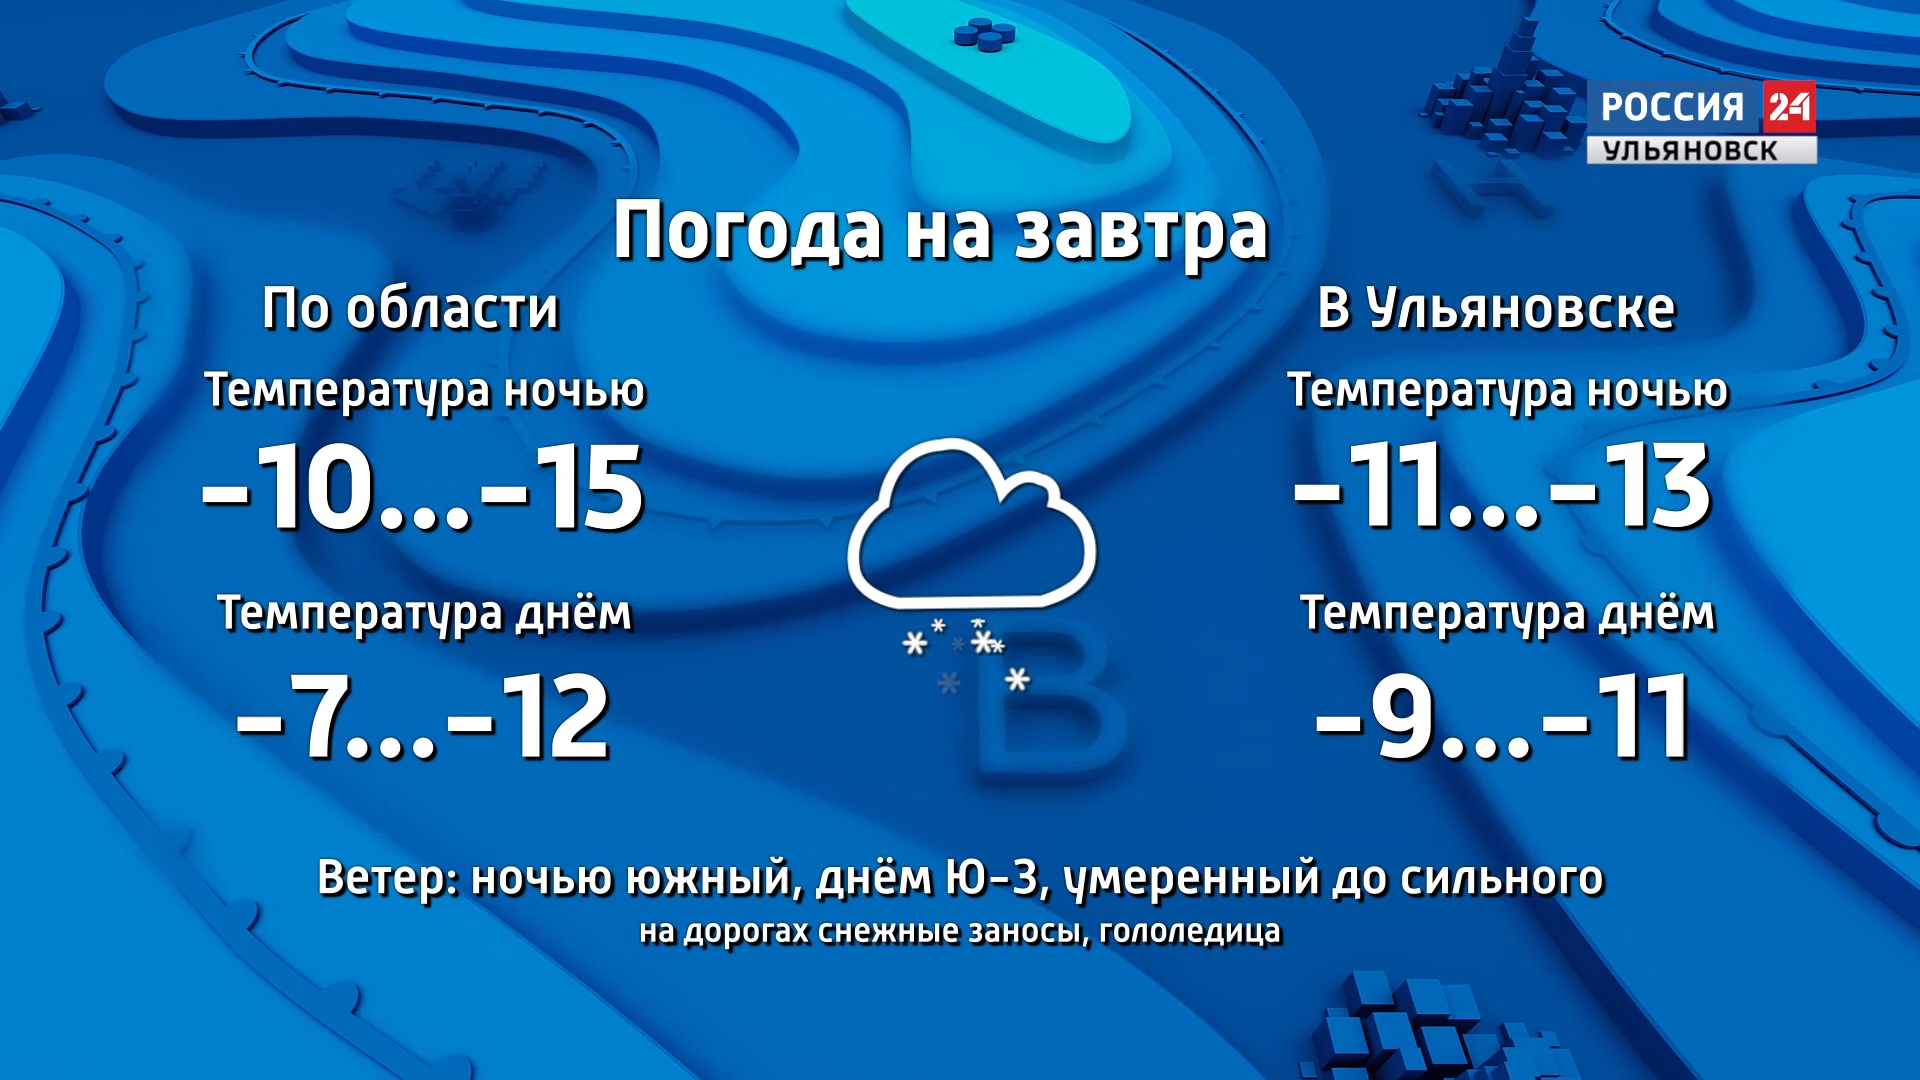 РОССИЯ 24
УЛЬЯНОВСК
Погода на завтра
По области
Температура ночью
-10...-15
Температура днём
-7...-12
В Ульяновске
Температура ночью
-11...-13
Температура днём
-9...-11
В
Ветер: ночью южный, днём Ю-З, умеренный до сильного
на дорогах снежные заносы, гололедица